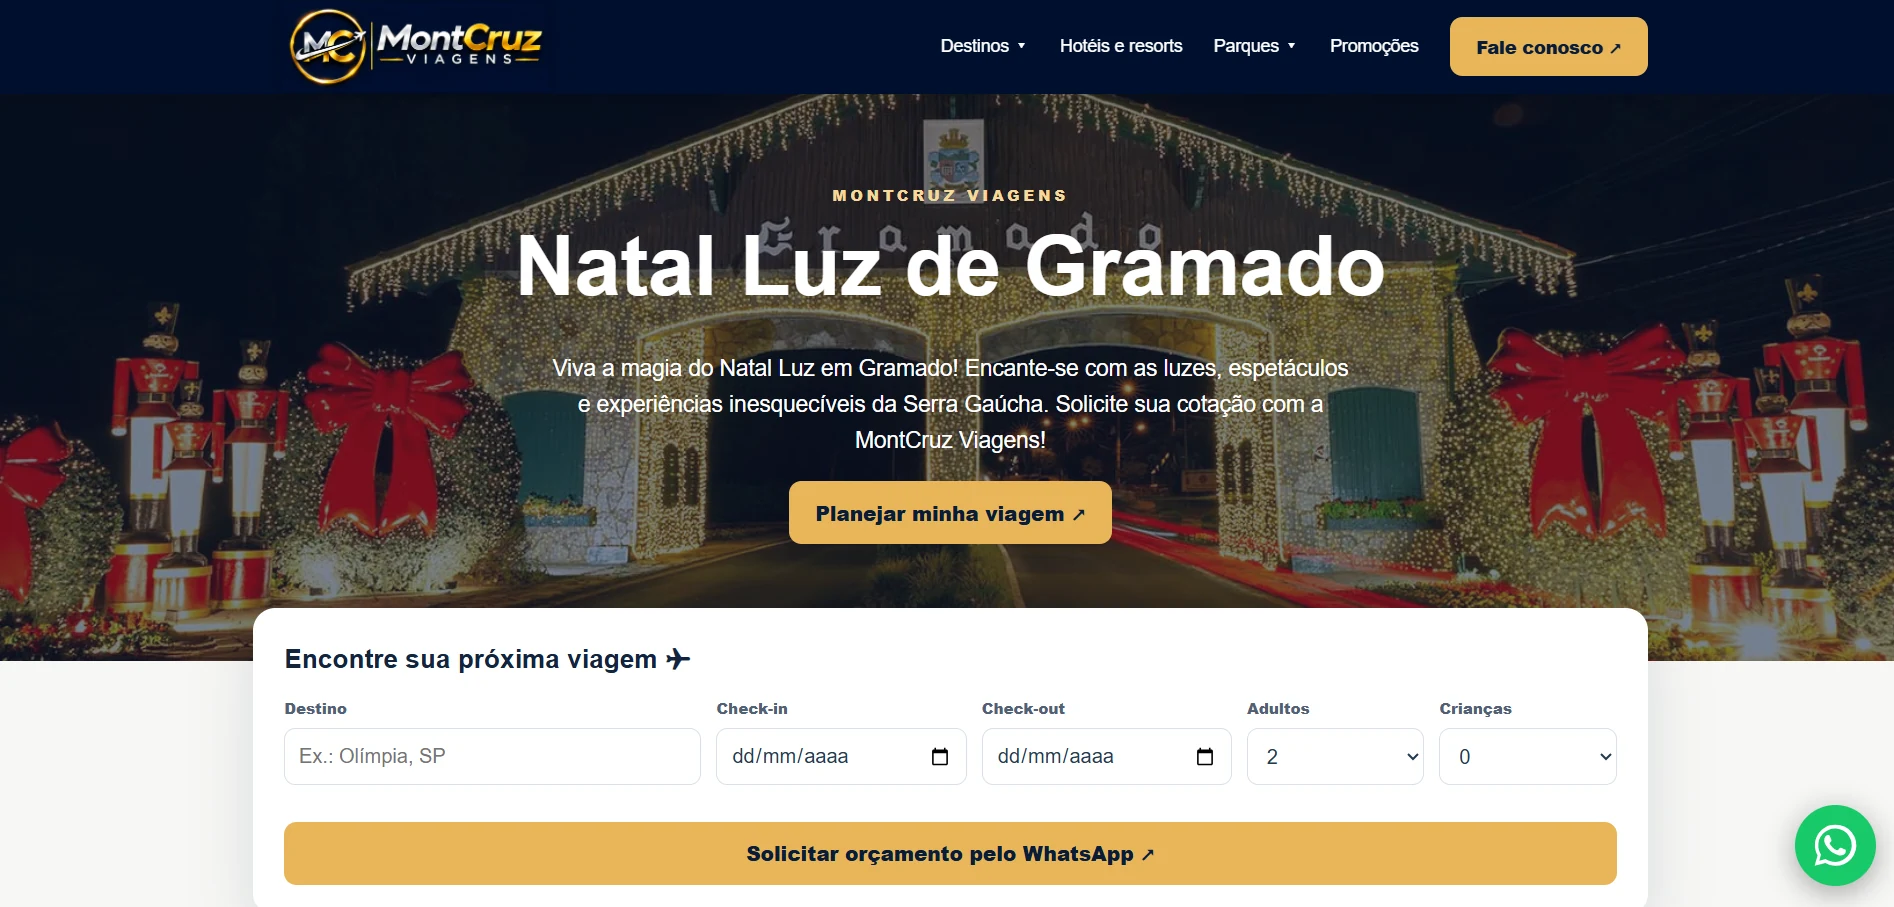 MC MontCruz
VIAGENS
Destinos ▼
Hotéis e resorts
Parques ▼
Promoções
Fale conosco ↗
MONTCRUZ VIAGENS
Gramado
Natal Luz de Gramado
Viva a magia do Natal Luz em Gramado! Encante-se com as luzes, espetáculos
e experiências inesquecíveis da Serra Gaúcha. Solicite sua cotação com a
MontCruz Viagens!
Planejar minha viagem ↗
Encontre sua próxima viagem ✈
Destino
Check-in
Check-out
Adultos
Crianças
Ex.: Olímpia, SP
dd/mm/aaaa
dd/mm/aaaa
2
0
Solicitar orçamento pelo WhatsApp ↗